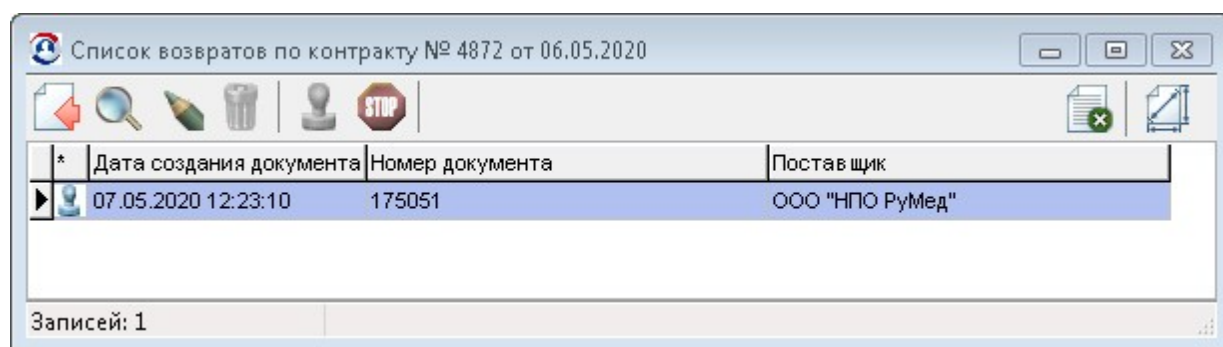 Список возвратов по контракту № 4872 от 06.05.2020
STOP
* Дата создания документа Номер документа Поставщик
07.05.2020 12:23:10 175051 ООО "НПО РуМед"
Записей: 1